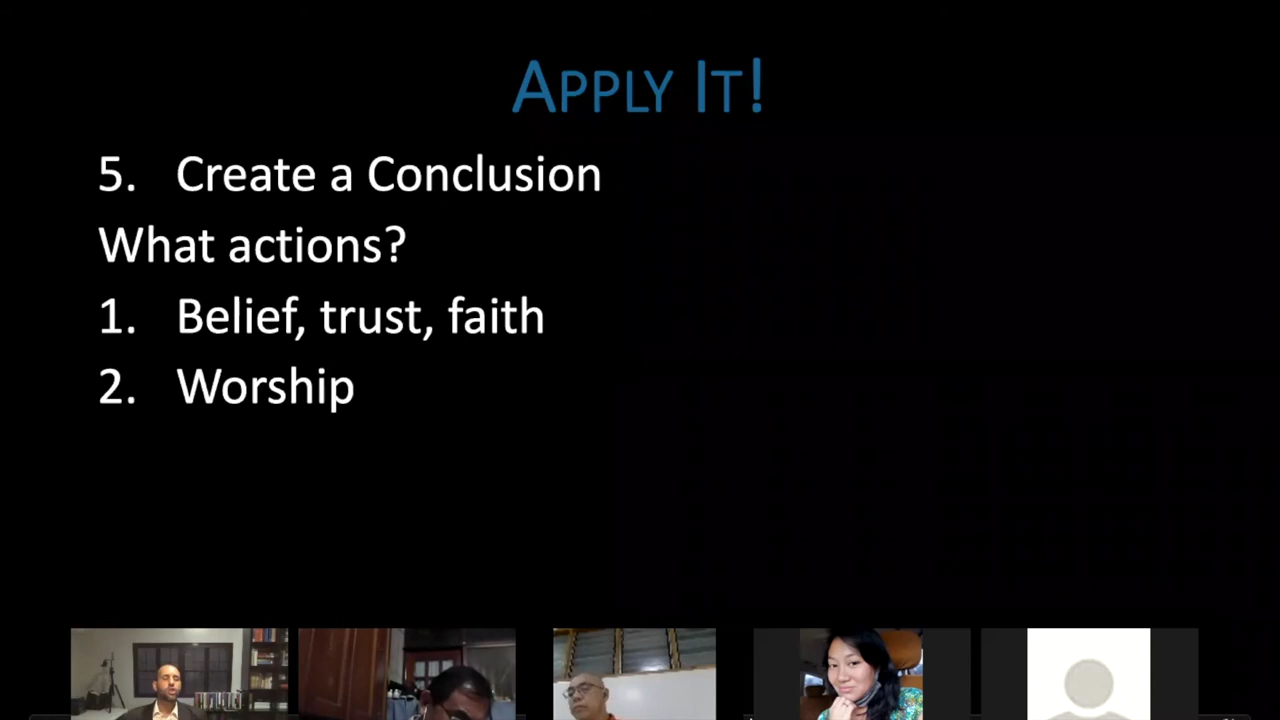 APPLY IT!
5. Create a Conclusion
What actions?
1. Belief, trust, faith
2. Worship